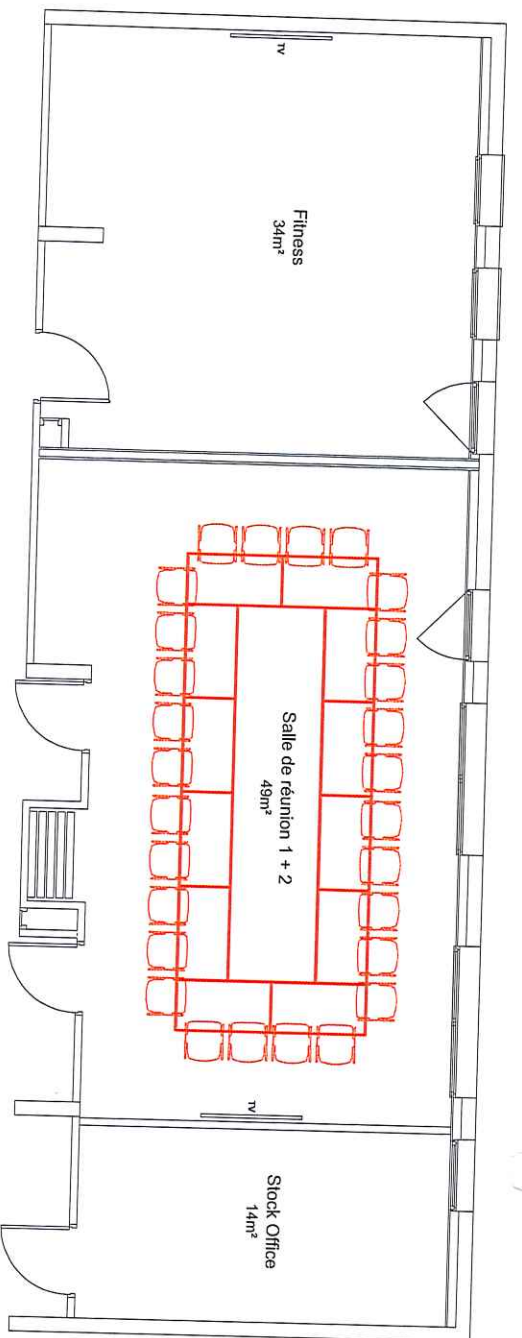 TV
Fitness
34m²
Salle de réunion 1 + 2
49m²
TV
Stock Office
14m²